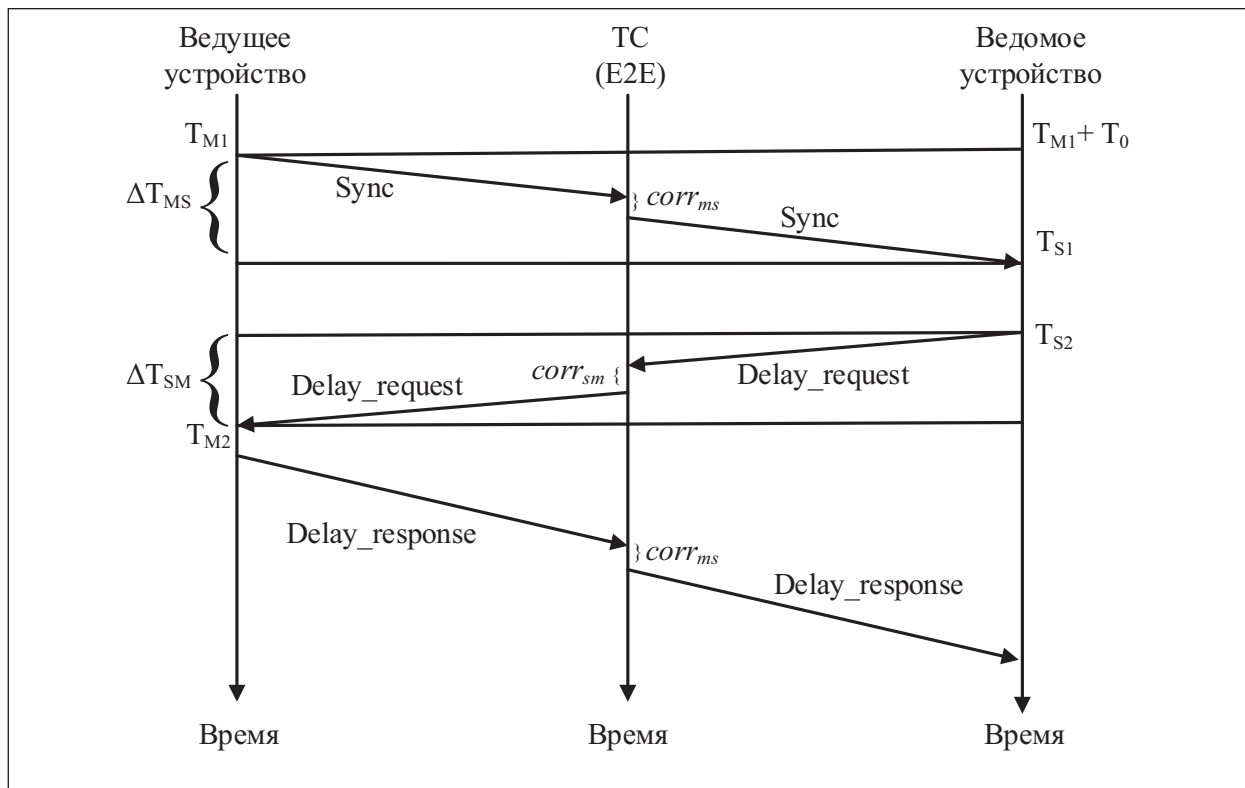 Ведущее
устройство
TC
(E2E)
Ведомое
устройство
T_M1
T_M1 + T_0
ΔT_MS
Sync
} corr_ms
Sync
T_S1
T_S2
ΔT_SM
corr_sm {
Delay_request
Delay_request
T_M2
Delay_response
} corr_ms
Delay_response
Время
Время
Время